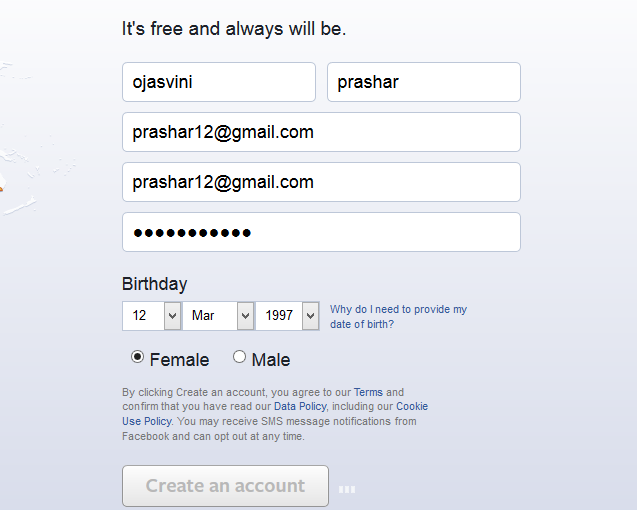 It's free and always will be.
ojasvini prashar
prashar12@gmail.com
prashar12@gmail.com
●●●●●●●●●●●
Birthday
12 Mar 1997 Why do I need to provide my
date of birth?
Female Male
By clicking Create an account, you agree to our Terms and
confirm that you have read our Data Policy, including our Cookie
Use Policy. You may receive SMS message notifications from
Facebook and can opt out at any time.
Create an account